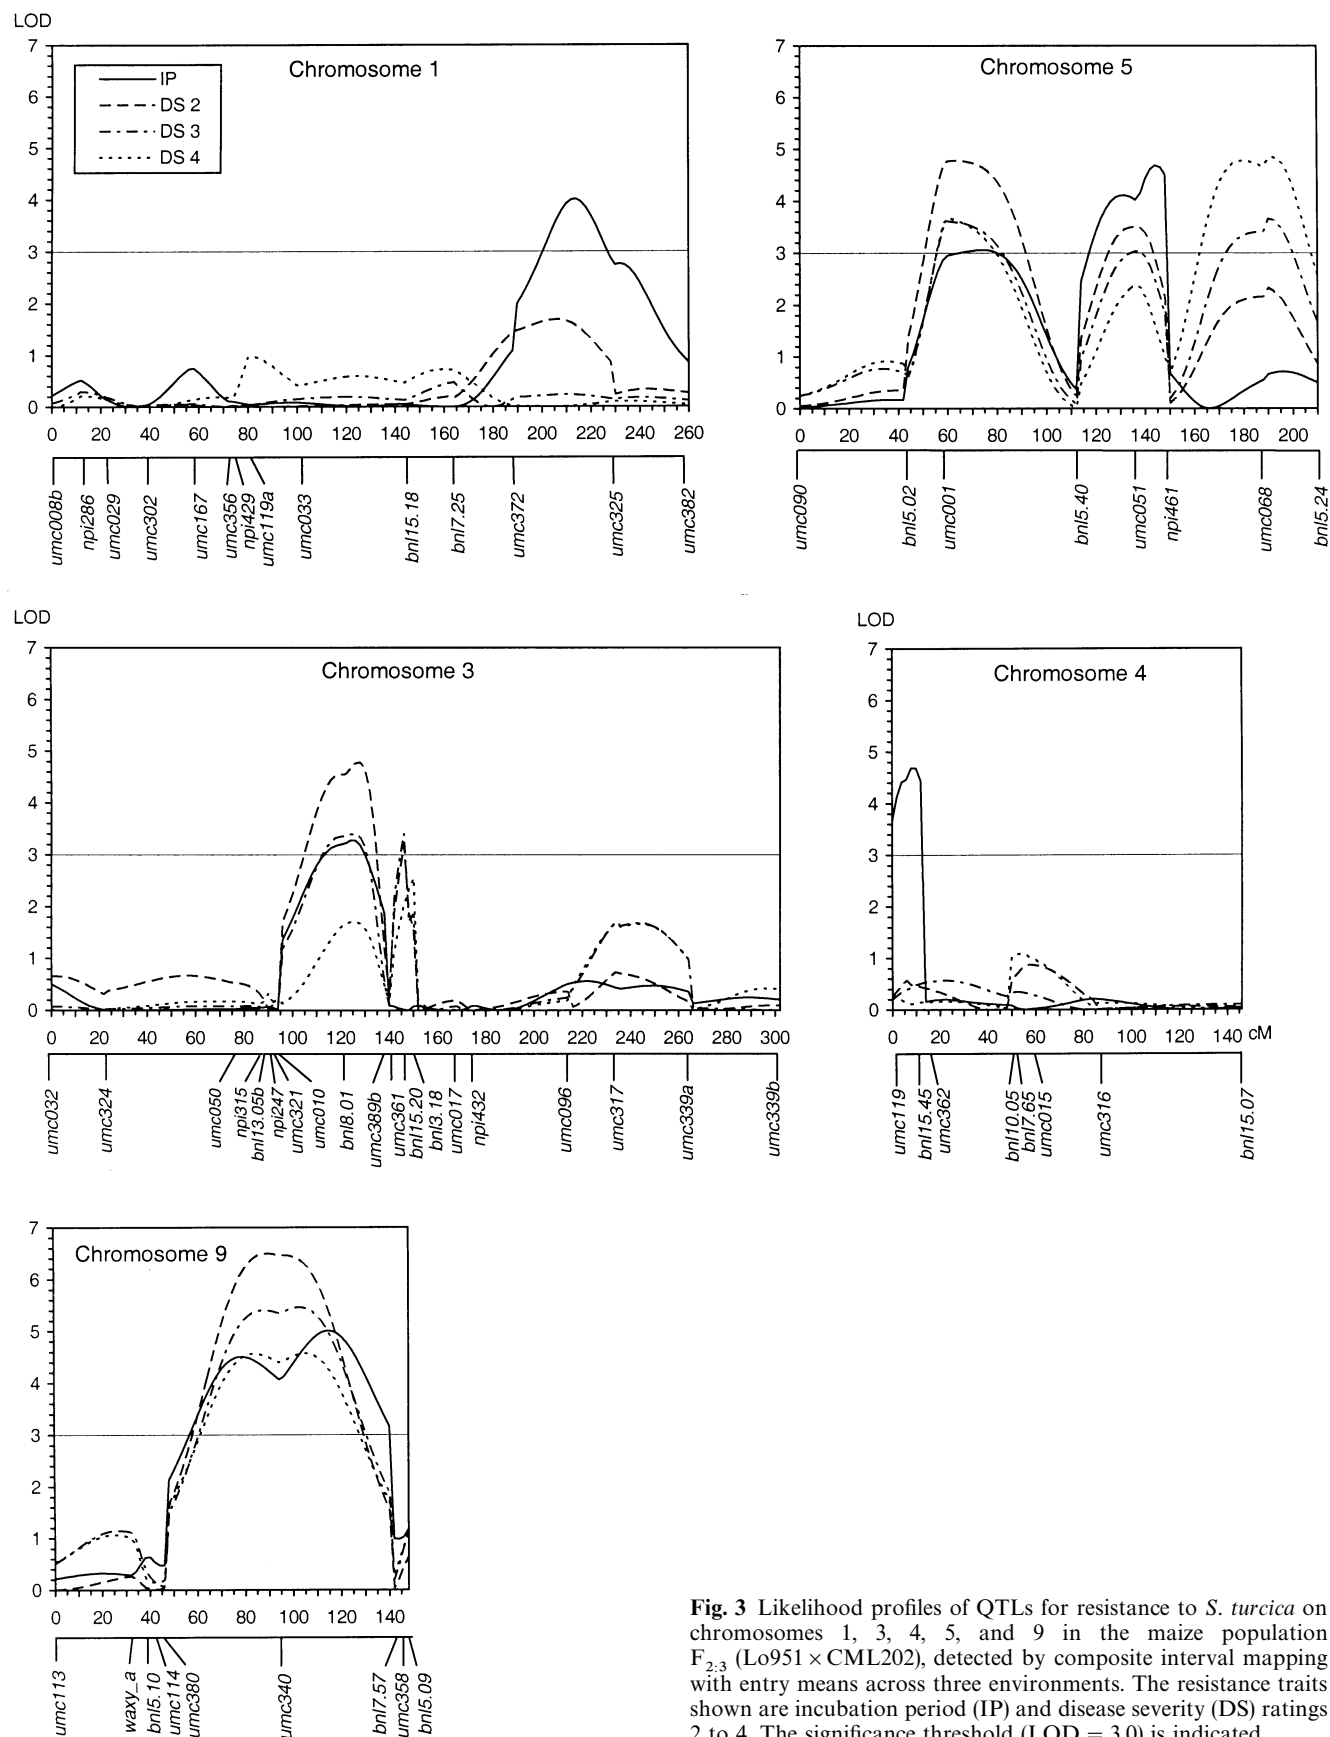 LOD
Chromosome 1
IP
DS 2
DS 3
DS 4
7
6
5
4
3
2
1
0
0 20 40 60 80 100 120 140 160 180 200 220 240 260
umc008b npi286 umc029 umc302 umc167 umc356 npi429 umc119a umc033 bnl15.18 bnl7.25 umc372 umc325 umc382
Chromosome 5
7
6
5
4
3
2
1
0
0 20 40 60 80 100 120 140 160 180 200
umc090 bnl5.02 umc001 bnl5.40 umc051 npi461 umc068 bnl5.24
LOD
Chromosome 3
7
6
5
4
3
2
1
0
0 20 40 60 80 100 120 140 160 180 200 220 240 260 280 300
umc032 umc324 umc050 npi315 bnl13.05b npi247 umc321 umc010 bnl8.01 umc389b umc361 bnl15.20 bnl3.18 umc017 npi432 umc096 umc317 umc339a umc339b
LOD
Chromosome 4
7
6
5
4
3
2
1
0
0 20 40 60 80 100 120 140 cM
umc119 bnl15.45 umc362 bnl10.05 bnl7.65 umc015 umc316 bnl15.07
Chromosome 9
7
6
5
4
3
2
1
0
0 20 40 60 80 100 120 140
umc113 waxy_a bnl5.10 umc114 umc380 umc340 bnl7.57 umc358 bnl5.09
Fig. 3 Likelihood profiles of QTLs for resistance to S. turcica on
chromosomes 1, 3, 4, 5, and 9 in the maize population
F2:3 (Lo951 × CML202), detected by composite interval mapping
with entry means across three environments. The resistance traits
shown are incubation period (IP) and disease severity (DS) ratings
2 to 4. The significance threshold (LOD = 3.0) is indicated